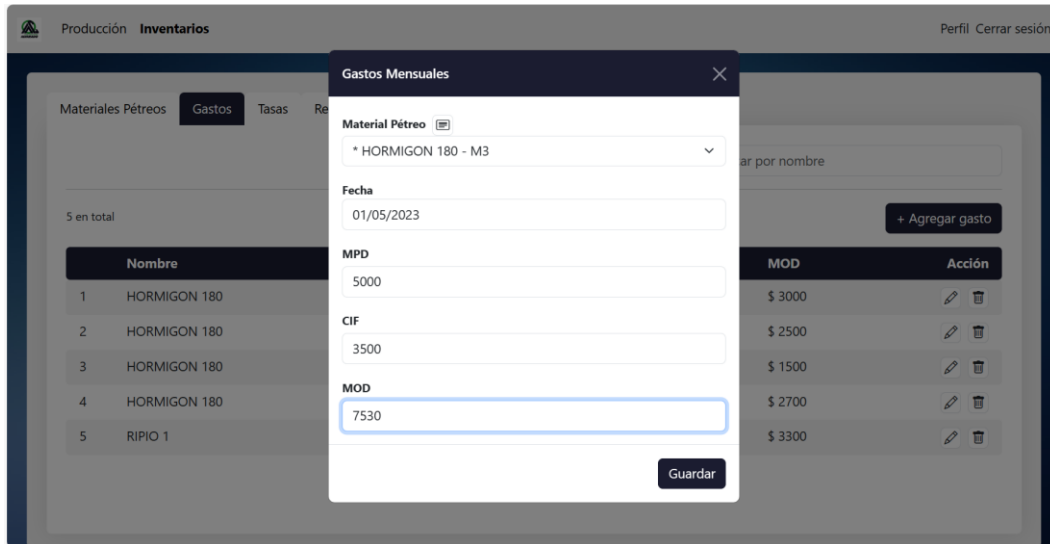 Producción Inventarios Perfil Cerrar sesión
Gastos Mensuales
Materiales Pétreos Gastos Tasas Re
Material Pétreo
* HORMIGON 180 - M3
ar por nombre
Fecha
01/05/2023
5 en total
+ Agregar gasto
MPD
5000
Nombre MOD Acción
1 HORMIGON 180 $ 3000
CIF
2 HORMIGON 180 $ 2500
3500
3 HORMIGON 180 $ 1500
MOD
4 HORMIGON 180 $ 2700
7530
5 RIPIO 1 $ 3300
Guardar